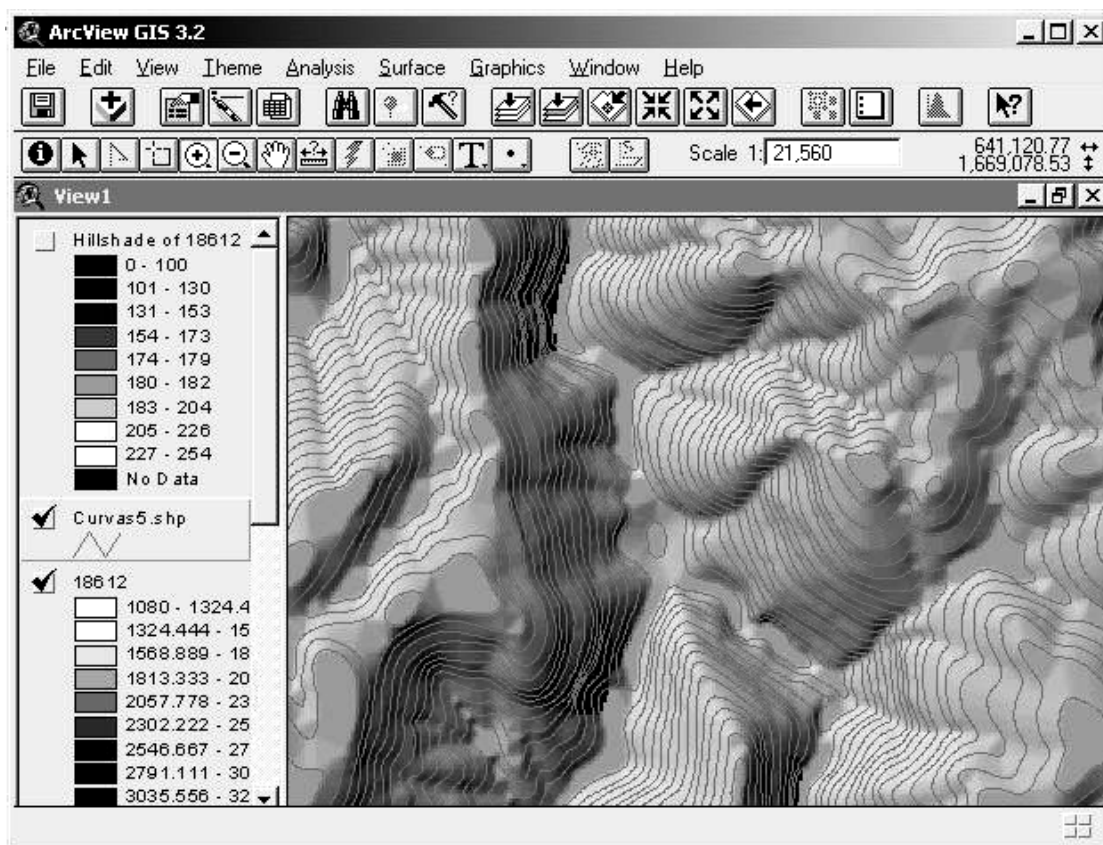 ArcView GIS 3.2
File Edit View Theme Analysis Surface Graphics Window Help
T
Scale 1: 21,560
641,120.77
1,669,078.53
View1
Hillshade of 18612
0 - 100
101 - 130
131 - 153
154 - 173
174 - 179
180 - 182
183 - 204
205 - 226
227 - 254
No Data
Curvas5.shp
18612
1080 - 1324.4
1324.444 - 15
1568.889 - 18
1813.333 - 20
2057.778 - 23
2302.222 - 25
2546.667 - 27
2791.111 - 30
3035.556 - 32